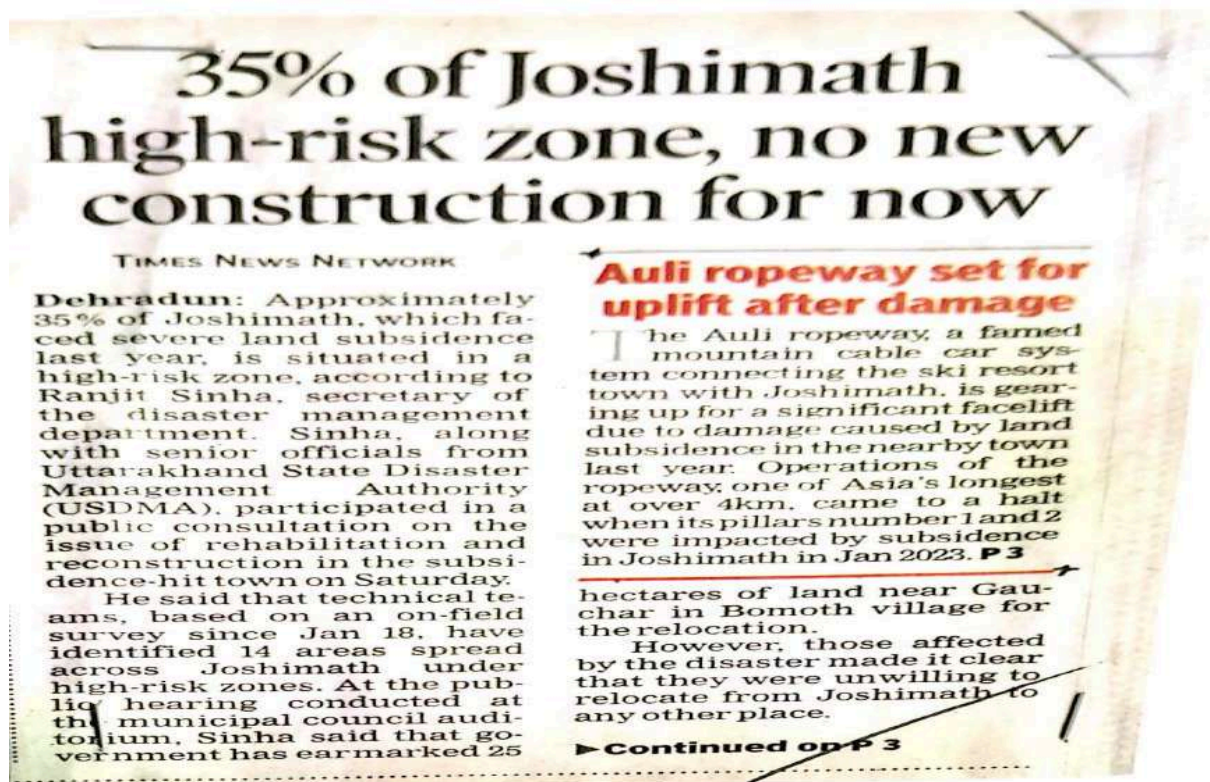 35% of Joshimath
high-risk zone, no new
construction for now
TIMES NEWS NETWORK
Dehradun: Approximately
35% of Joshimath, which fa-
ced severe land subsidence
last year, is situated in a
high-risk zone, according to
Ranjit Sinha, secretary of
the disaster management
department. Sinha, along
with senior officials from
Uttarakhand State Disaster
Management Authority
(USDMA), participated in a
public consultation on the
issue of rehabilitation and
reconstruction in the subsi-
dence-hit town on Saturday.
He said that technical te-
ams, based on an on-field
survey since Jan 18, have
identified 14 areas spread
across Joshimath under
high-risk zones. At the pub-
lic hearing conducted at
the municipal council audi-
torium, Sinha said that go-
vernment has earmarked 25
Auli ropeway set for
uplift after damage
The Auli ropeway, a famed
mountain cable car sys-
tem connecting the ski resort
town with Joshimath, is gear-
ing up for a significant facelift
due to damage caused by land
subsidence in the nearby town
last year. Operations of the
ropeway, one of Asia's longest
at over 4km, came to a halt
when its pillars number 1 and 2
were impacted by subsidence
in Joshimath in Jan 2023. P 3
hectares of land near Gau-
char in Bomoth village for
the relocation.
However, those affected
by the disaster made it clear
that they were unwilling to
relocate from Joshimath to
any other place.
▶Continued on P 3